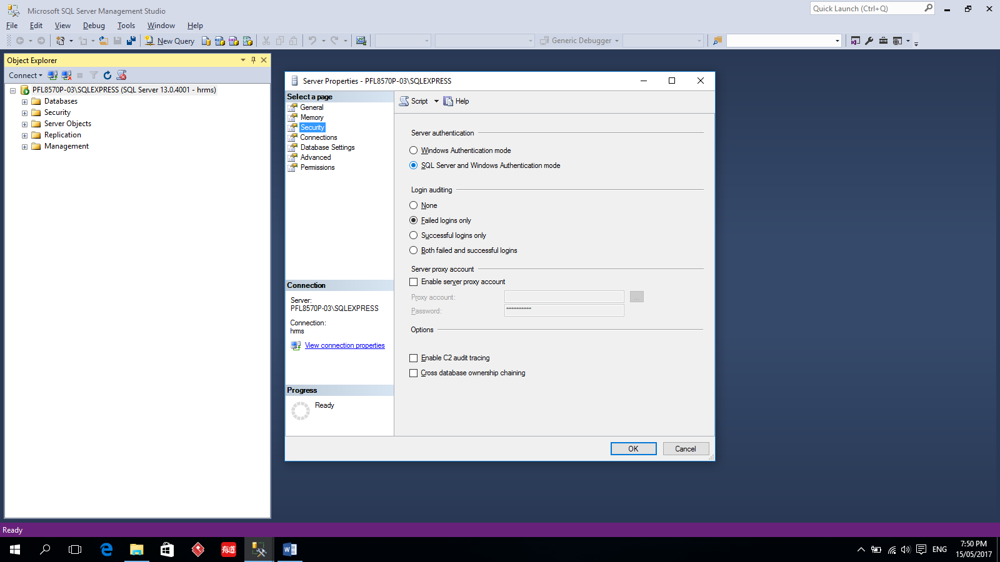 Microsoft SQL Server Management Studio
Quick Launch (Ctrl+Q)
File Edit View Debug Tools Window Help
New Query
Generic Debugger
Object Explorer
Connect
PFL8570P-03\SQLEXPRESS (SQL Server 13.0.4001 - hrms)
Databases
Security
Server Objects
Replication
Management
Server Properties - PFL8570P-03\SQLEXPRESS
Select a page
General
Memory
Security
Connections
Database Settings
Advanced
Permissions
Connection
Server:
PFL8570P-03\SQLEXPRESS
Connection:
hrms
View connection properties
Progress
Ready
Script Help
Server authentication
Windows Authentication mode
SQL Server and Windows Authentication mode
Login auditing
None
Failed logins only
Successful logins only
Both failed and successful logins
Server proxy account
Enable server proxy account
Proxy account:
...
Password:
**********
Options
Enable C2 audit tracing
Cross database ownership chaining
OK Cancel
Ready
有道
ENG
7:50 PM
15/05/2017